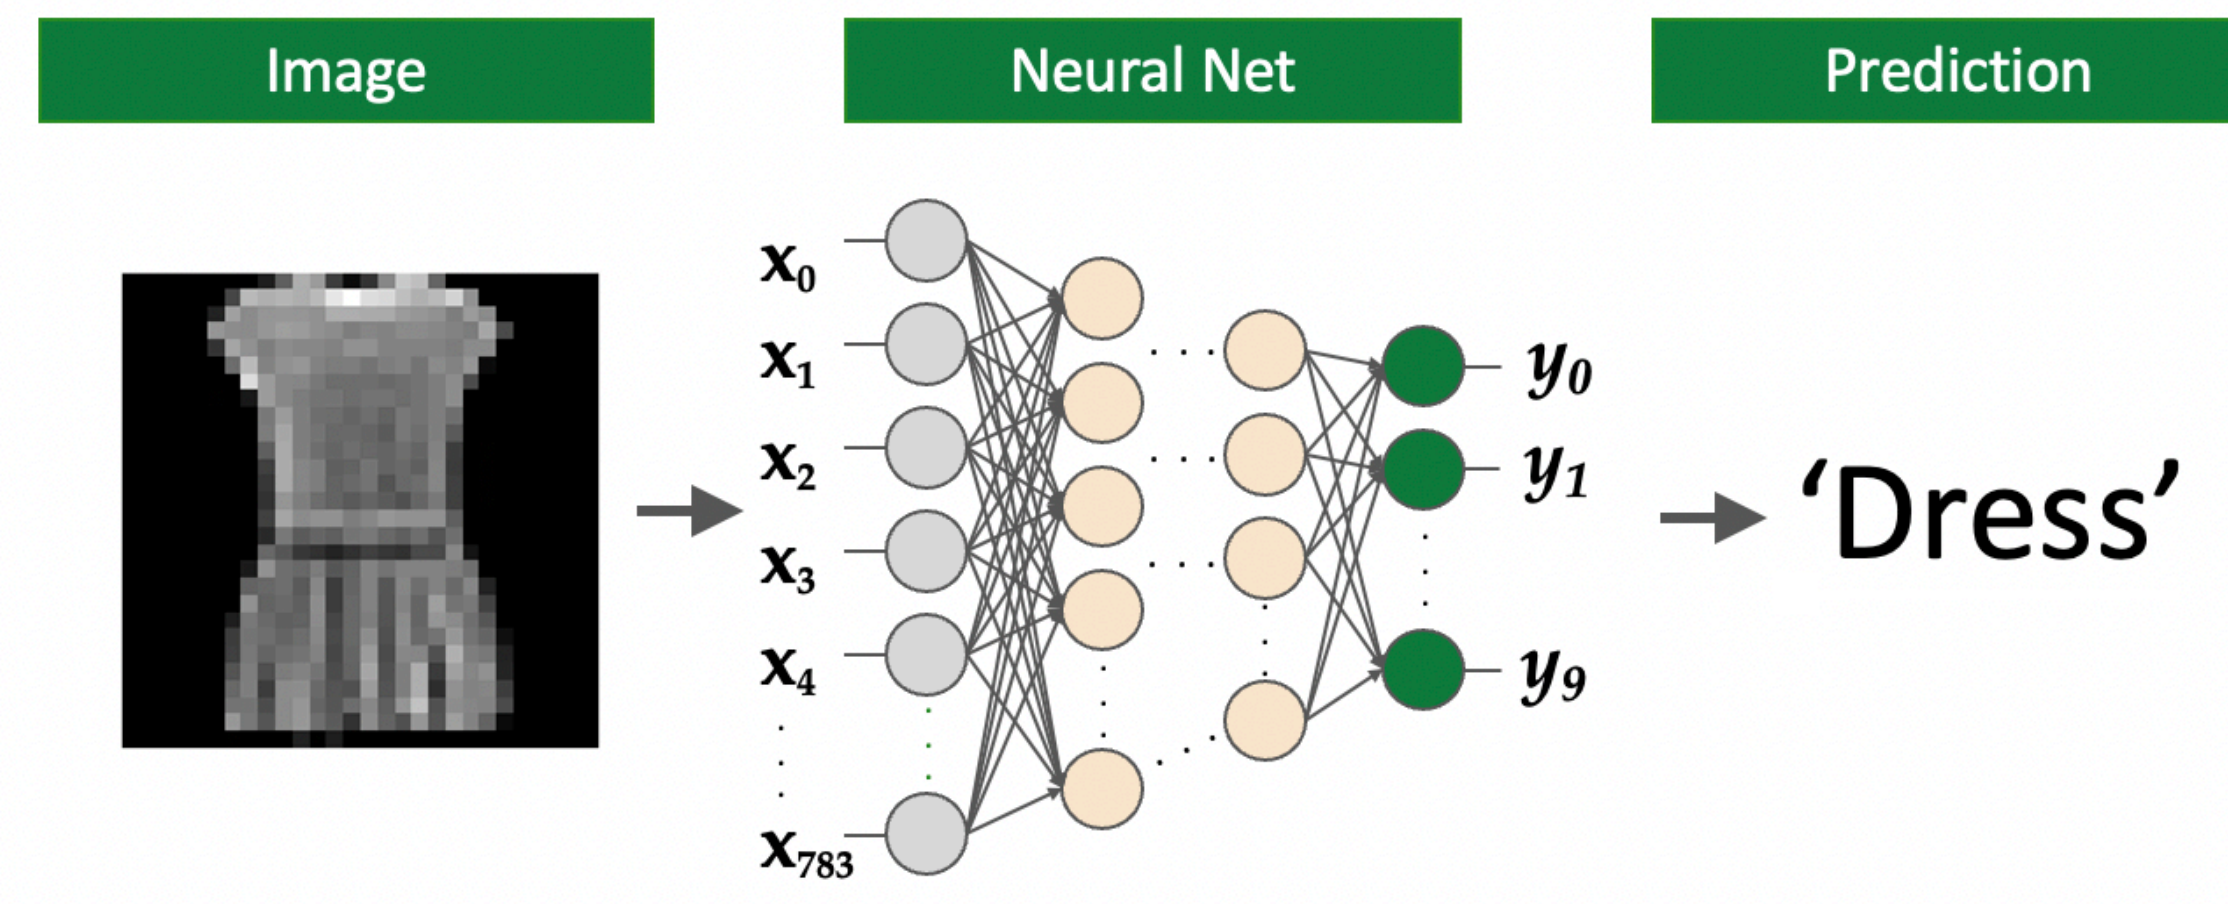 Image
Neural Net
Prediction
x0
x1
x2
x3
x4
x783
y0
y1
y9
‘Dress’